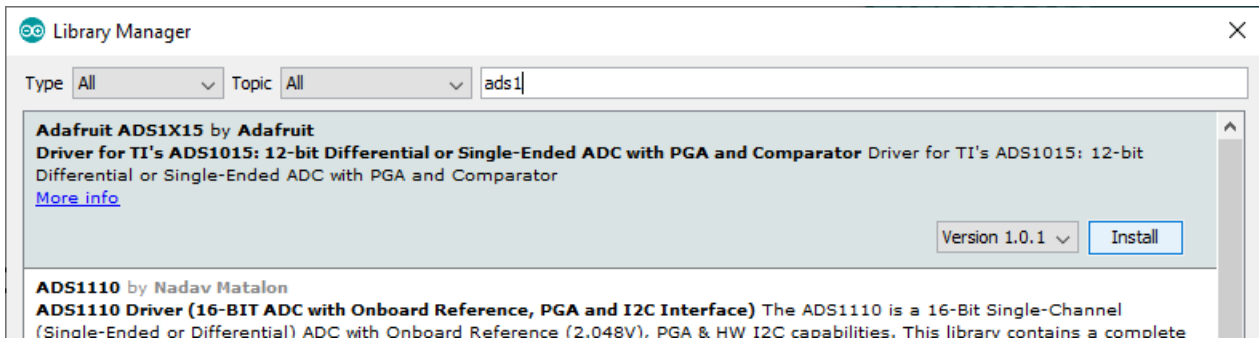 Library Manager
Type All Topic All ads1
Adafruit ADS1X15 by Adafruit
Driver for TI's ADS1015: 12-bit Differential or Single-Ended ADC with PGA and Comparator Driver for TI's ADS1015: 12-bit
Differential or Single-Ended ADC with PGA and Comparator
More info
Version 1.0.1 Install
ADS1110 by Nadav Matalon
ADS1110 Driver (16-BIT ADC with Onboard Reference, PGA and I2C Interface) The ADS1110 is a 16-Bit Single-Channel
(Single-Ended or Differential) ADC with Onboard Reference (2.048V), PGA & HW I2C capabilities. This library contains a complete